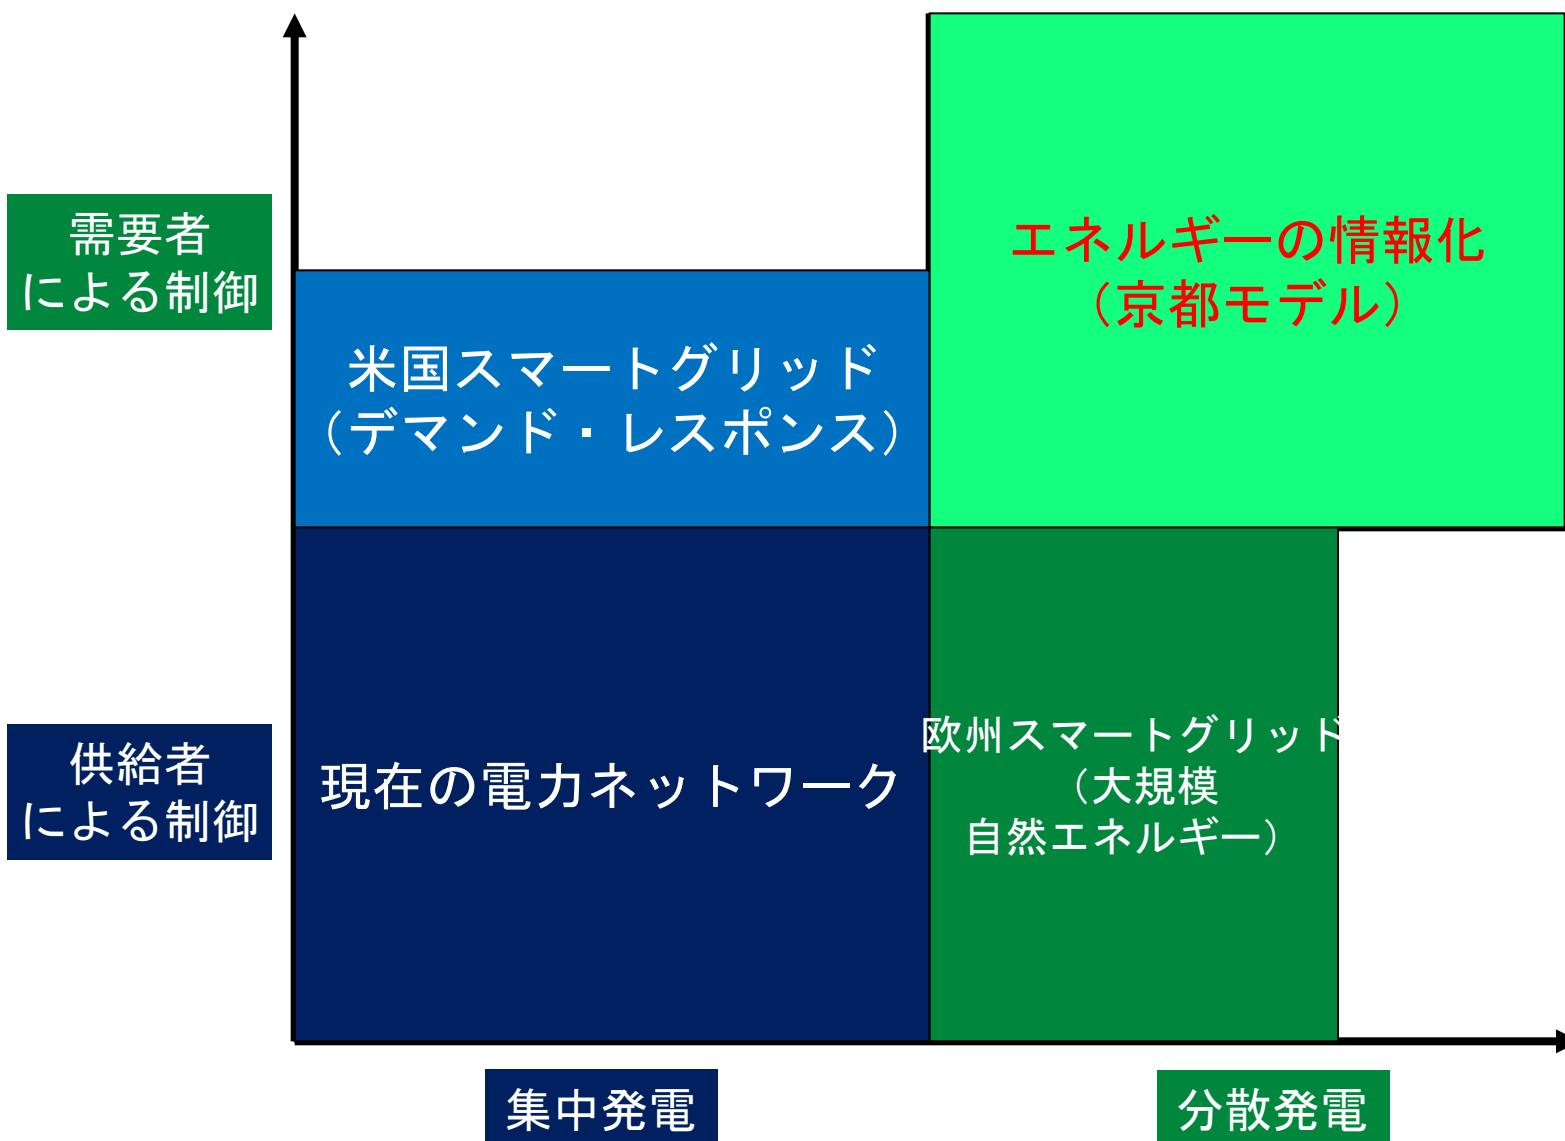 需要者
による制御
エネルギーの情報化
（京都モデル）
米国スマートグリッド
（デマンド・レスポンス）
供給者
による制御
現在の電力ネットワーク
欧州スマートグリッド
（大規模
自然エネルギー）
集中発電
分散発電